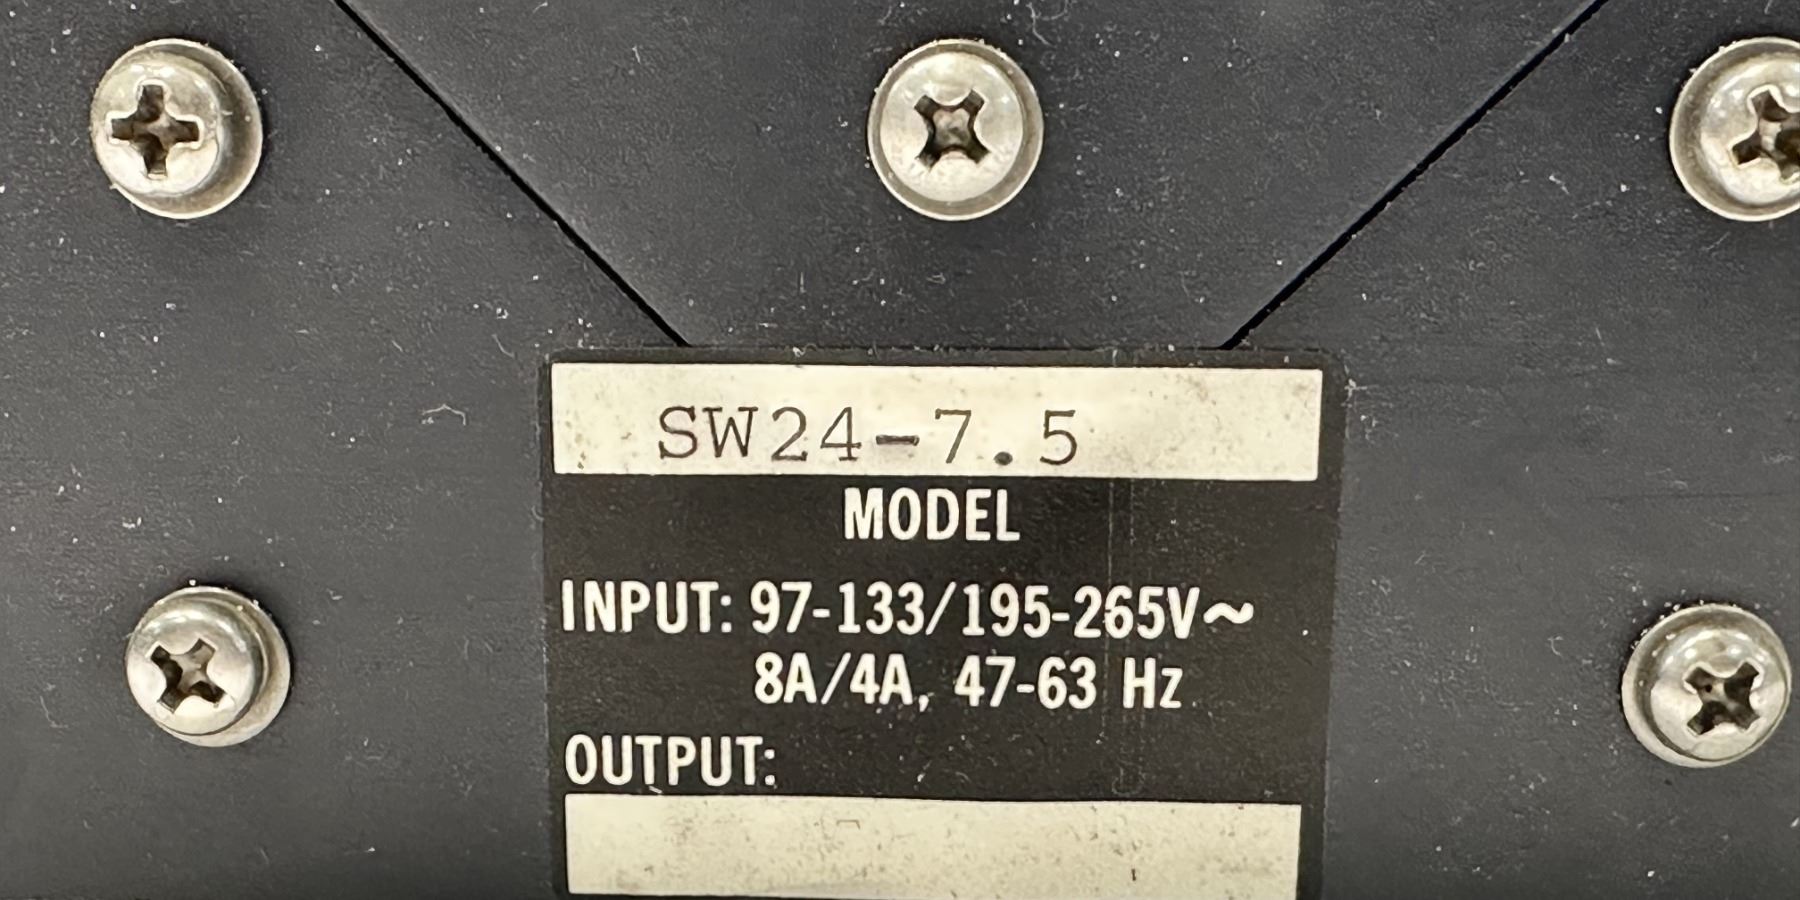 SW24-7.5
MODEL
INPUT: 97-133/195-265V~
8A/4A, 47-63 Hz
OUTPUT: